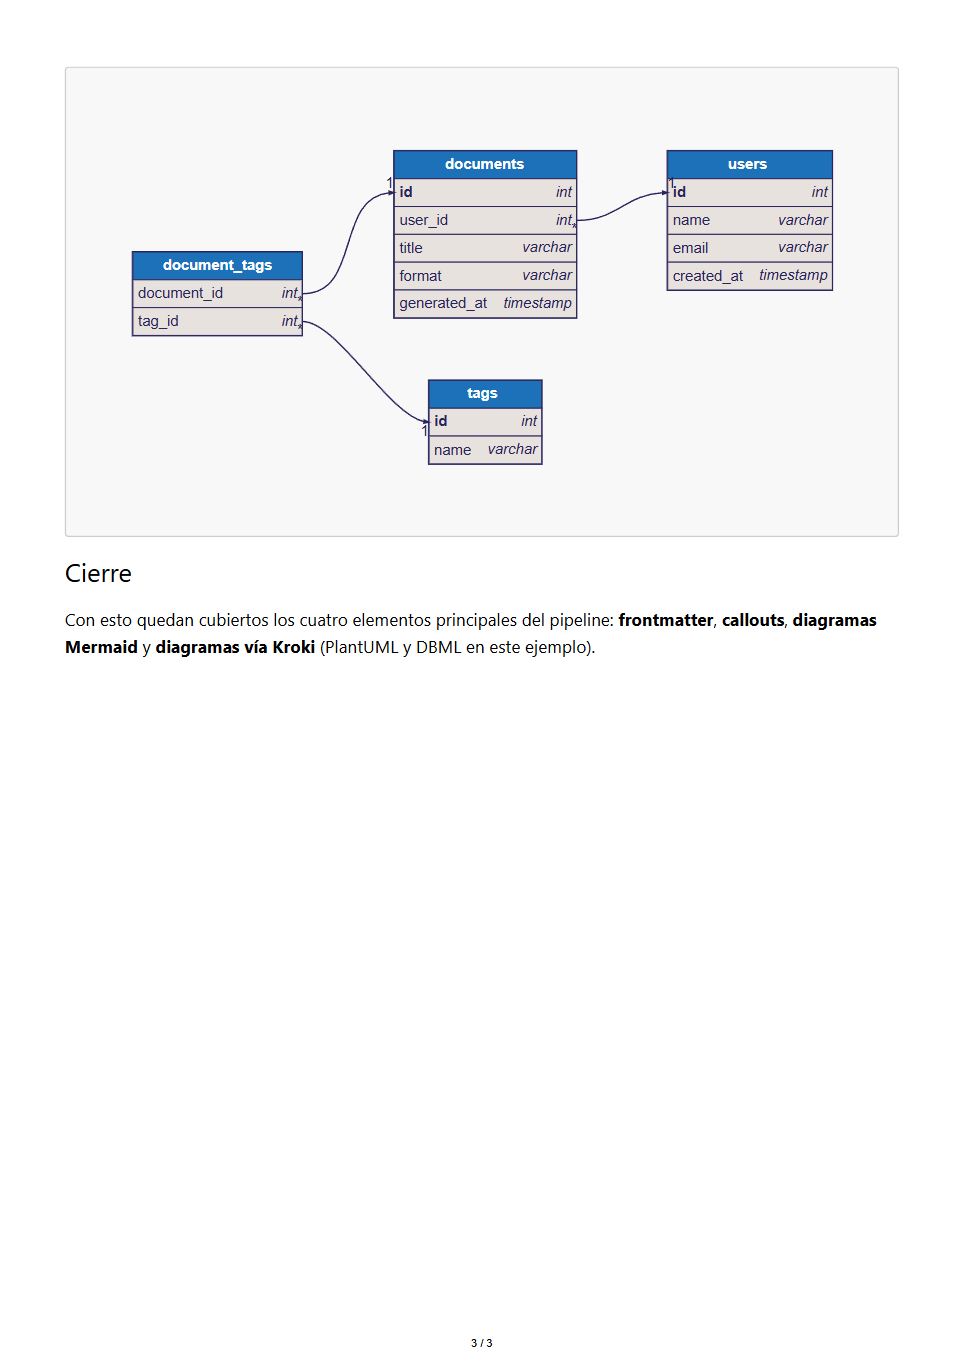 documents
1
id int
user_id int *
title varchar
format varchar
generated_at timestamp
users
1
id int
name varchar
email varchar
created_at timestamp
document_tags
document_id int *
tag_id int *
tags
id int
1
name varchar
Cierre
Con esto quedan cubiertos los cuatro elementos principales del pipeline: frontmatter, callouts, diagramas
Mermaid y diagramas vía Kroki (PlantUML y DBML en este ejemplo).
3 / 3